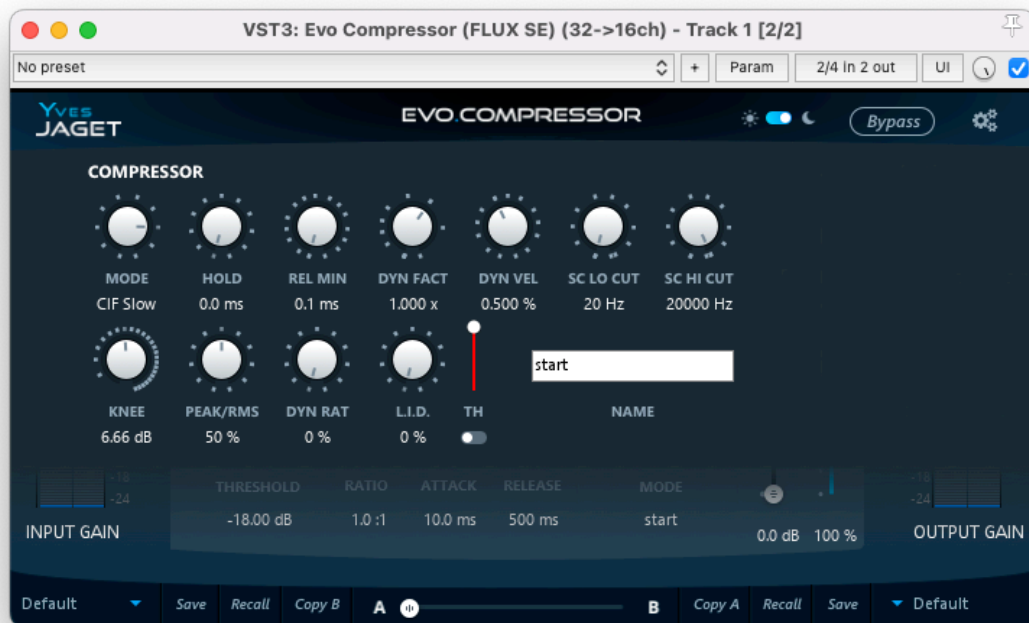 VST3: Evo Compressor (FLUX SE) (32->16ch) - Track 1 [2/2]
No preset + Param 2/4 in 2 out UI
YVES JAGET EVO.COMPRESSOR Bypass
COMPRESSOR
MODE HOLD REL MIN DYN FACT DYN VEL SC LO CUT SC HI CUT
CIF Slow 0.0 ms 0.1 ms 1.000 x 0.500 % 20 Hz 20000 Hz
start
KNEE PEAK/RMS DYN RAT L.I.D. TH NAME
6.66 dB 50 % 0 % 0 %
-18 -18
-24 THRESHOLD RATIO ATTACK RELEASE MODE -24
INPUT GAIN -18.00 dB 1.0 :1 10.0 ms 500 ms start 0.0 dB 100 % OUTPUT GAIN
Default Save Recall Copy B A B Copy A Recall Save Default